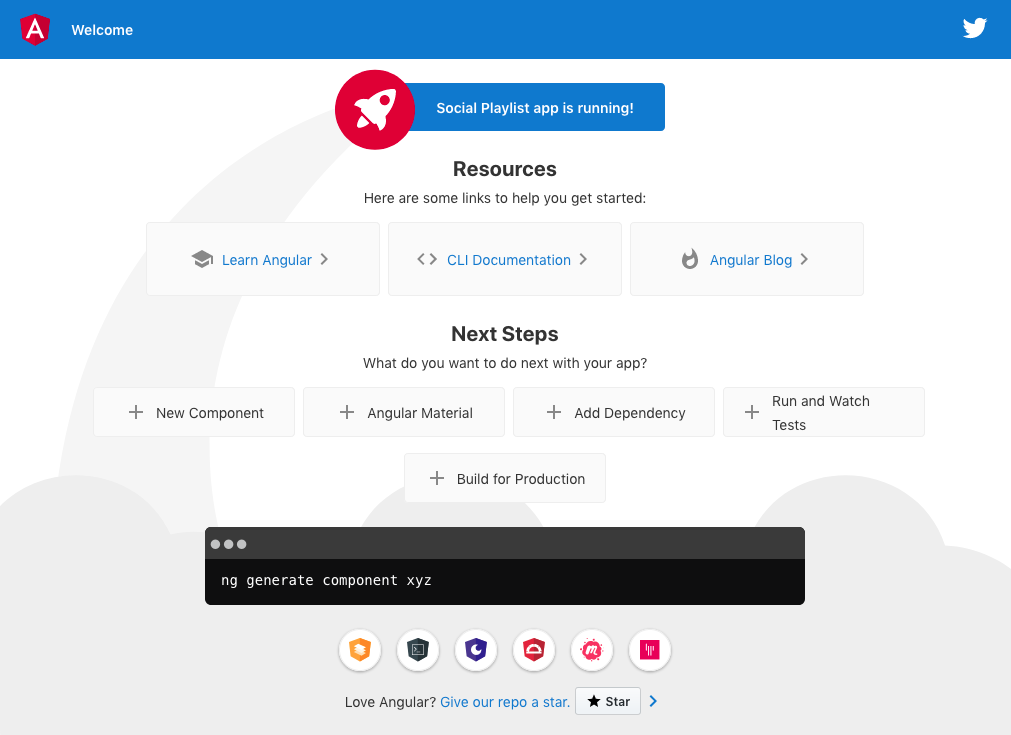 Welcome
Social Playlist app is running!
Resources
Here are some links to help you get started:
Learn Angular
CLI Documentation
Angular Blog
Next Steps
What do you want to do next with your app?
New Component
Angular Material
Add Dependency
Run and Watch
Tests
Build for Production
ng generate component xyz
Love Angular? Give our repo a star. Star